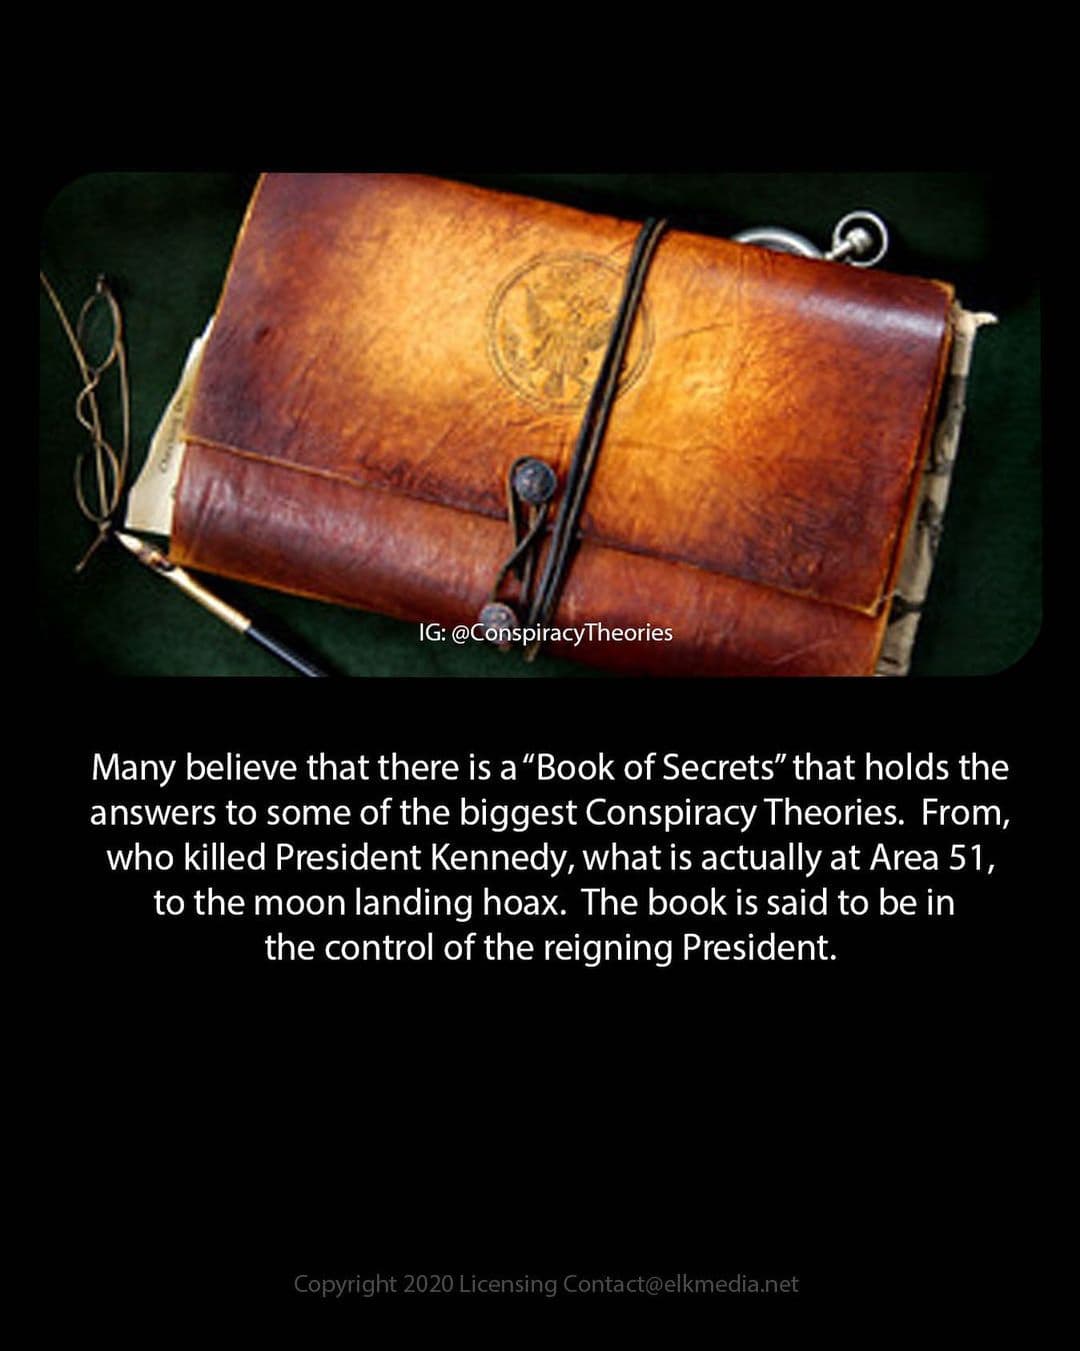 IG: @ConspiracyTheories
Many believe that there is a “Book of Secrets” that holds the
answers to some of the biggest Conspiracy Theories.  From,
who killed President Kennedy, what is actually at Area 51,
to the moon landing hoax.  The book is said to be in
the control of the reigning President.
Copyright 2020 Licensing Contact@elkmedia.net